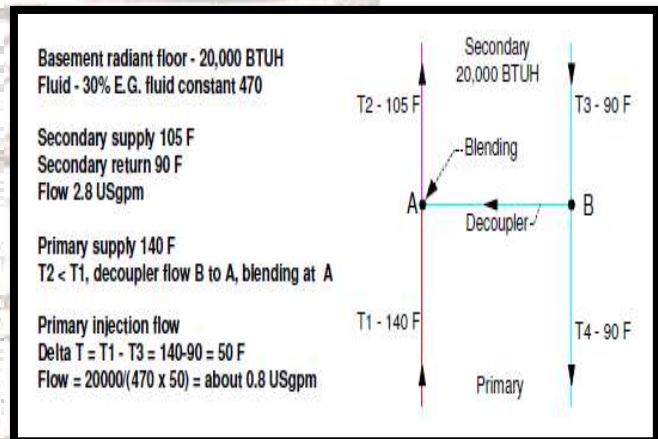 Basement radiant floor - 20,000 BTUH
Fluid - 30% E.G. fluid constant 470
Secondary supply 105 F
Secondary return 90 F
Flow 2.8 USgpm
Primary supply 140 F
T2 < T1, decoupler flow B to A, blending at A
Primary injection flow
Delta T = T1 - T3 = 140-90 = 50 F
Flow = 20000/(470 x 50) = about 0.8 USgpm
Secondary
20,000 BTUH
T2 - 105 F
T3 - 90 F
Blending
A
B
Decoupler
T1 - 140 F
T4 - 90 F
Primary